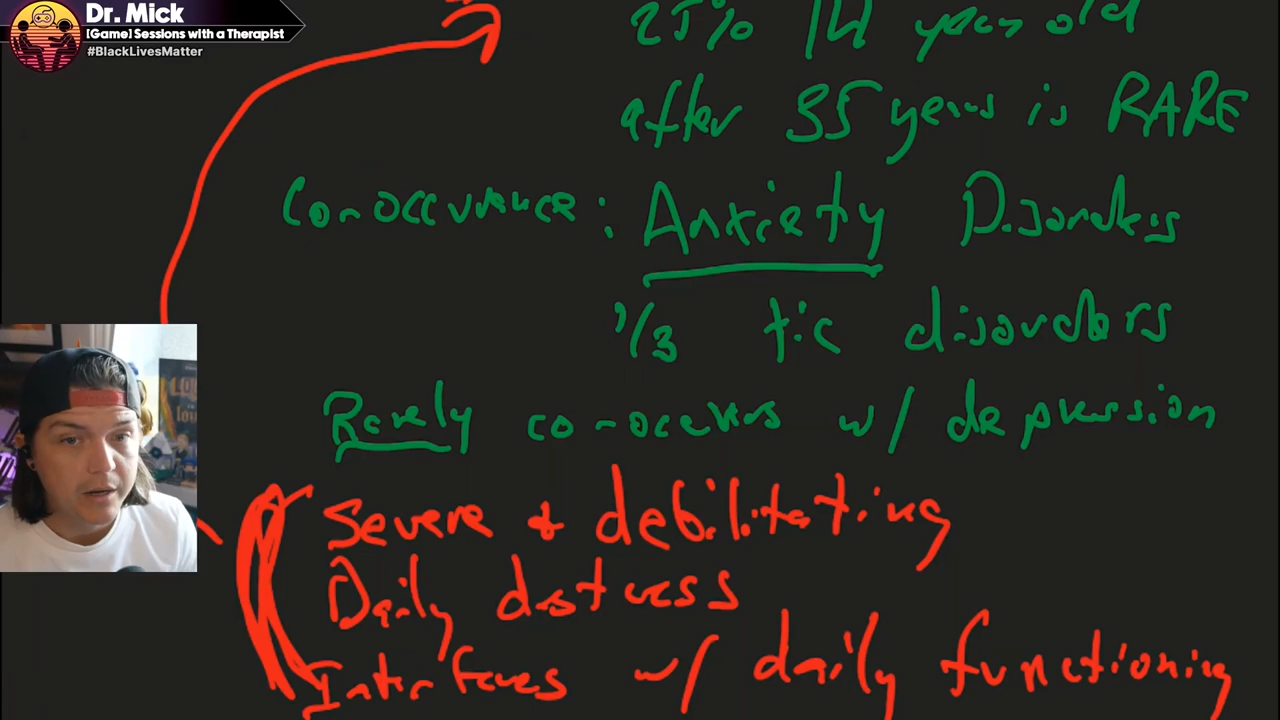 Dr. Mick
[Game] Sessions with a Therapist
#BlackLivesMatter
25% 14 years old
after 35 years is RARE
Co-occurrence: Anxiety Disorders
1/3 tic disorders
Rarely co-occurs w/ depression
Severe & debilitating
Daily distress
Interferes w/ daily functioning